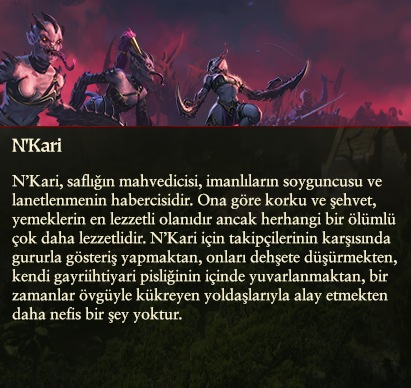 N'Kari
N'Kari, saflığın mahvedicisi, imanlıların soyguncusu ve
lanetlenmenin habercisidir. Ona göre korku ve şehvet,
yemeklerin en lezzetli olanıdır ancak herhangi bir ölümlü
çok daha lezzetlidir. N'Kari için takipçilerinin karşısında
gururla gösteriş yapmaktan, onları dehşete düşürmekten,
kendi gayriihtiyari pisliğinin içinde yuvarlanmaktan, bir
zamanlar övgüyle kükreyen yoldaşlarıyla alay etmekten
daha nefis bir şey yoktur.